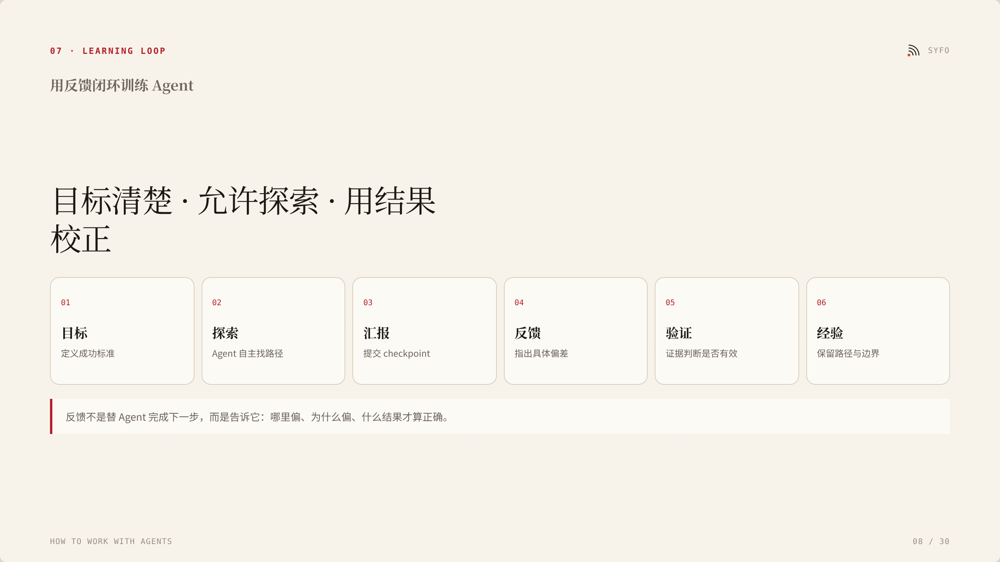 07 · LEARNING LOOP
SYFO
用反馈闭环训练 Agent
目标清楚 · 允许探索 · 用结果
校正
01
目标
定义成功标准
02
探索
Agent 自主找路径
03
汇报
提交 checkpoint
04
反馈
指出具体偏差
05
验证
证据判断是否有效
06
经验
保留路径与边界
反馈不是替 Agent 完成下一步，而是告诉它：哪里偏、为什么偏、什么结果才算正确。
HOW TO WORK WITH AGENTS
08 / 30